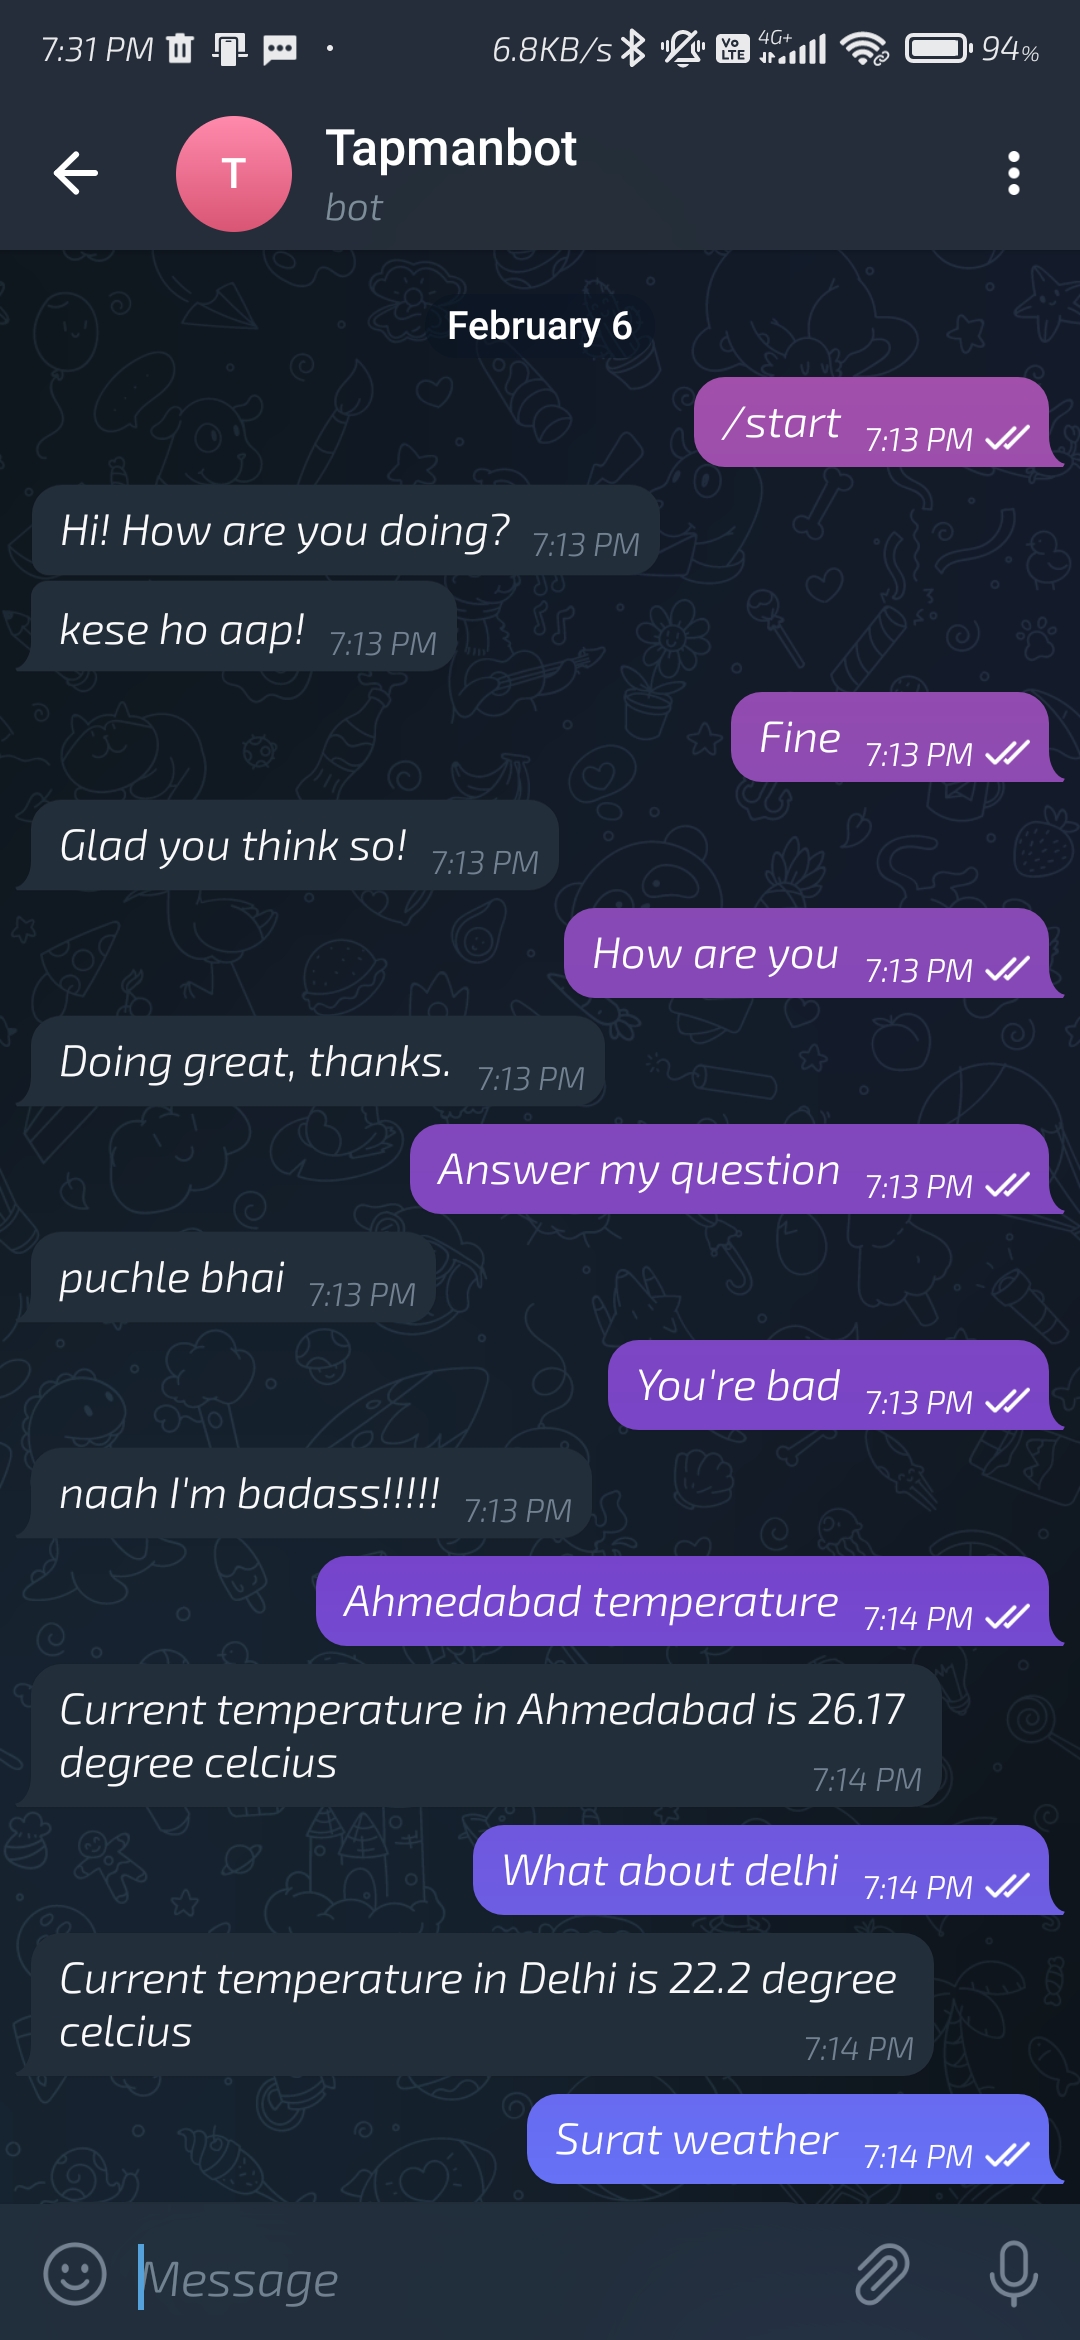 7:31 PM 6.8KB/s Vo LTE 4G+ 94%
T
Tapmanbot
bot
February 6
/start 7:13 PM
Hi! How are you doing? 7:13 PM
kese ho aap! 7:13 PM
Fine 7:13 PM
Glad you think so! 7:13 PM
How are you 7:13 PM
Doing great, thanks. 7:13 PM
Answer my question 7:13 PM
puchle bhai 7:13 PM
You're bad 7:13 PM
naah I'm badass!!!!! 7:13 PM
Ahmedabad temperature 7:14 PM
Current temperature in Ahmedabad is 26.17
degree celcius 7:14 PM
What about delhi 7:14 PM
Current temperature in Delhi is 22.2 degree
celcius 7:14 PM
Surat weather 7:14 PM
Message